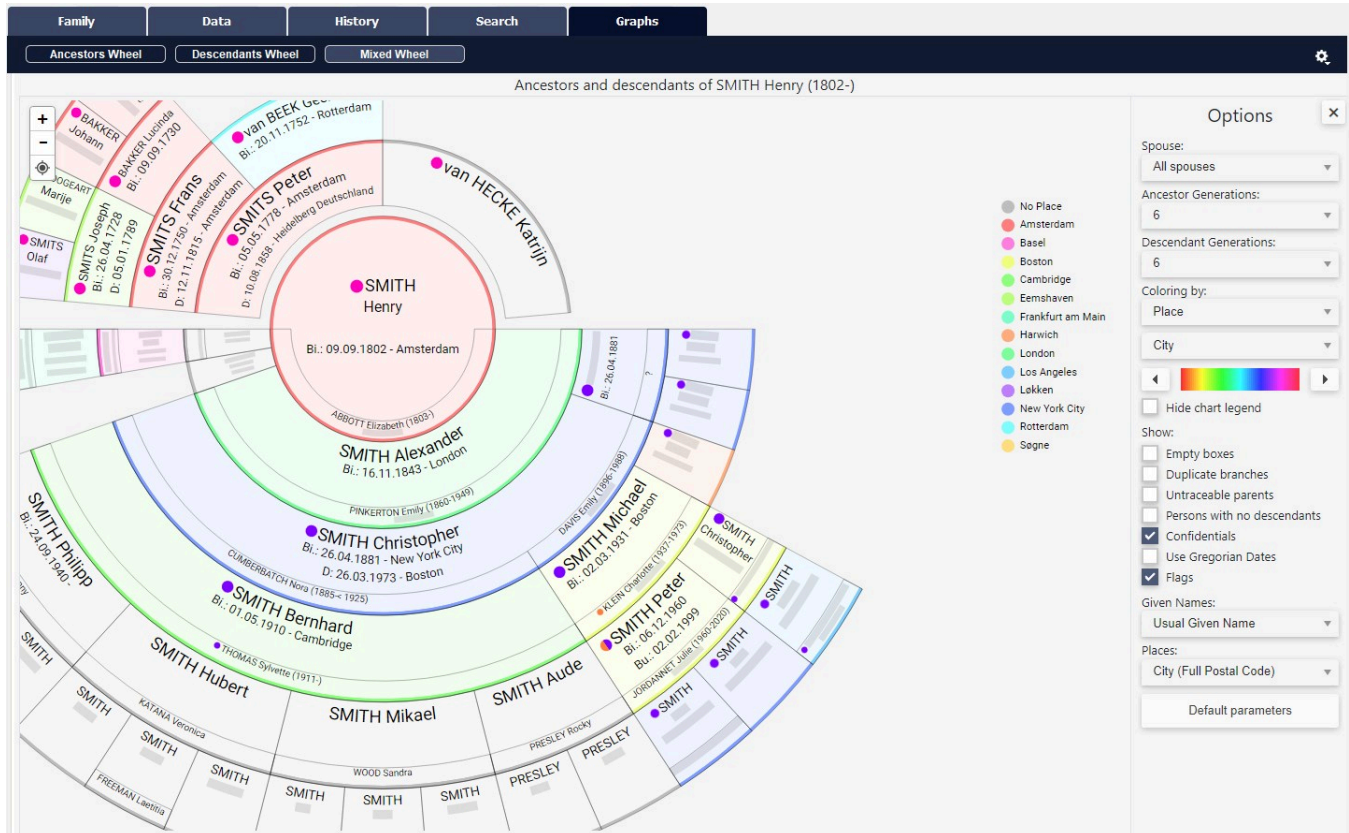 Family
Data
History
Search
Graphs
Ancestors Wheel
Descendants Wheel
Mixed Wheel
Ancestors and descendants of SMITH Henry (1802-)
+
-
BAKKER
Johann
BAKKER Lucinda
Bi.: 09.09.1730
Marije
SMITS
Olaf
SMITS Joseph
Bi.: 26.04.1728
D: 05.01.1789
SMITS Frans
Bi.: 30.12.1750 - Amsterdam
D: 12.11.1815 - Amsterdam
van BEEK
Bi.: 20.11.1752 - Rotterdam
SMITS Peter
Bi.: 05.05.1778 - Amsterdam
D: 10.08.1858 - Heidelberg Deutschland
van HECKE Katrijn
SMITH
Henry
Bi.: 09.09.1802 - Amsterdam
ABBOTT Elizabeth (1803-)
SMITH Alexander
Bi.: 16.11.1843 - London
PINKERTON Emily (1860-1949)
Bi.: 26.04.1881
?
SMITH Christopher
Bi.: 26.04.1881 - New York City
D: 26.03.1973 - Boston
CUMBERBATCH Nora (1885-< 1925)
DAVIS Emily (1896-1988)
SMITH Philipp
Bi.: 24.09.1940 -
SMITH Bernhard
Bi.: 01.05.1910 - Cambridge
THOMAS Sylvette (1911-)
SMITH Michael
Bi.: 02.03.1931 - Boston
KLEIN Charlotte (1937-1973)
SMITH Hubert
KATANA Veronica
SMITH Mikael
WOOD Sandra
SMITH Aude
PRESLEY Rocky
SMITH Peter
Bi.: 06.12.1960
Bu.: 02.02.1999
JORDANNET Julie (1960-2020)
SMITH
Christopher
SMITH
SMITH
SMITH
SMITH
SMITH
SMITH
FREEMAN Laetitia
SMITH
SMITH
SMITH
SMITH
PRESLEY
PRESLEY
No Place
Amsterdam
Basel
Boston
Cambridge
Eemshaven
Frankfurt am Main
Harwich
London
Los Angeles
Løkken
New York City
Rotterdam
Søgne
Options
×
Spouse:
All spouses
Ancestor Generations:
6
Descendant Generations:
6
Coloring by:
Place
City
Hide chart legend
Show:
Empty boxes
Duplicate branches
Untraceable parents
Persons with no descendants
Confidentials
Use Gregorian Dates
Flags
Given Names:
Usual Given Name
Places:
City (Full Postal Code)
Default parameters